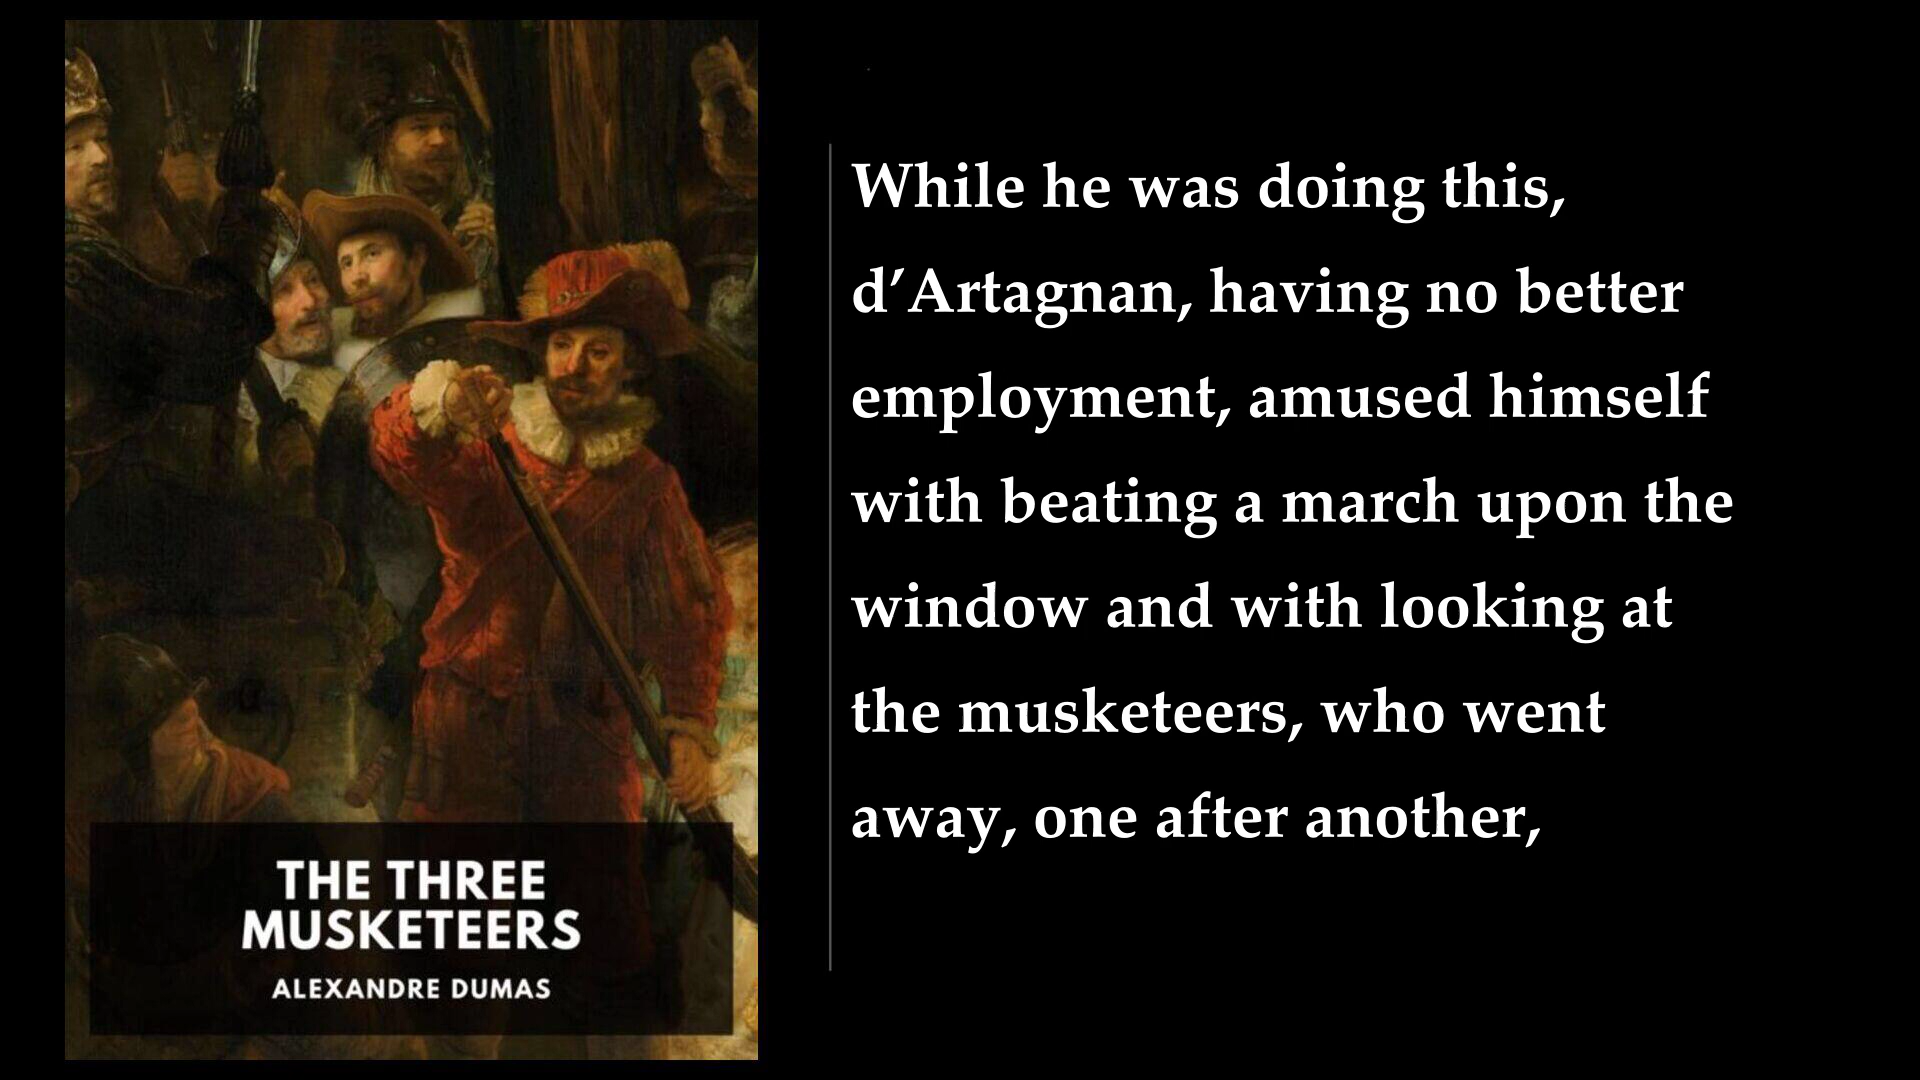 THE THREE
MUSKETEERS
ALEXANDRE DUMAS
While he was doing this,
d’Artagnan, having no better
employment, amused himself
with beating a march upon the
window and with looking at
the musketeers, who went
away, one after another,